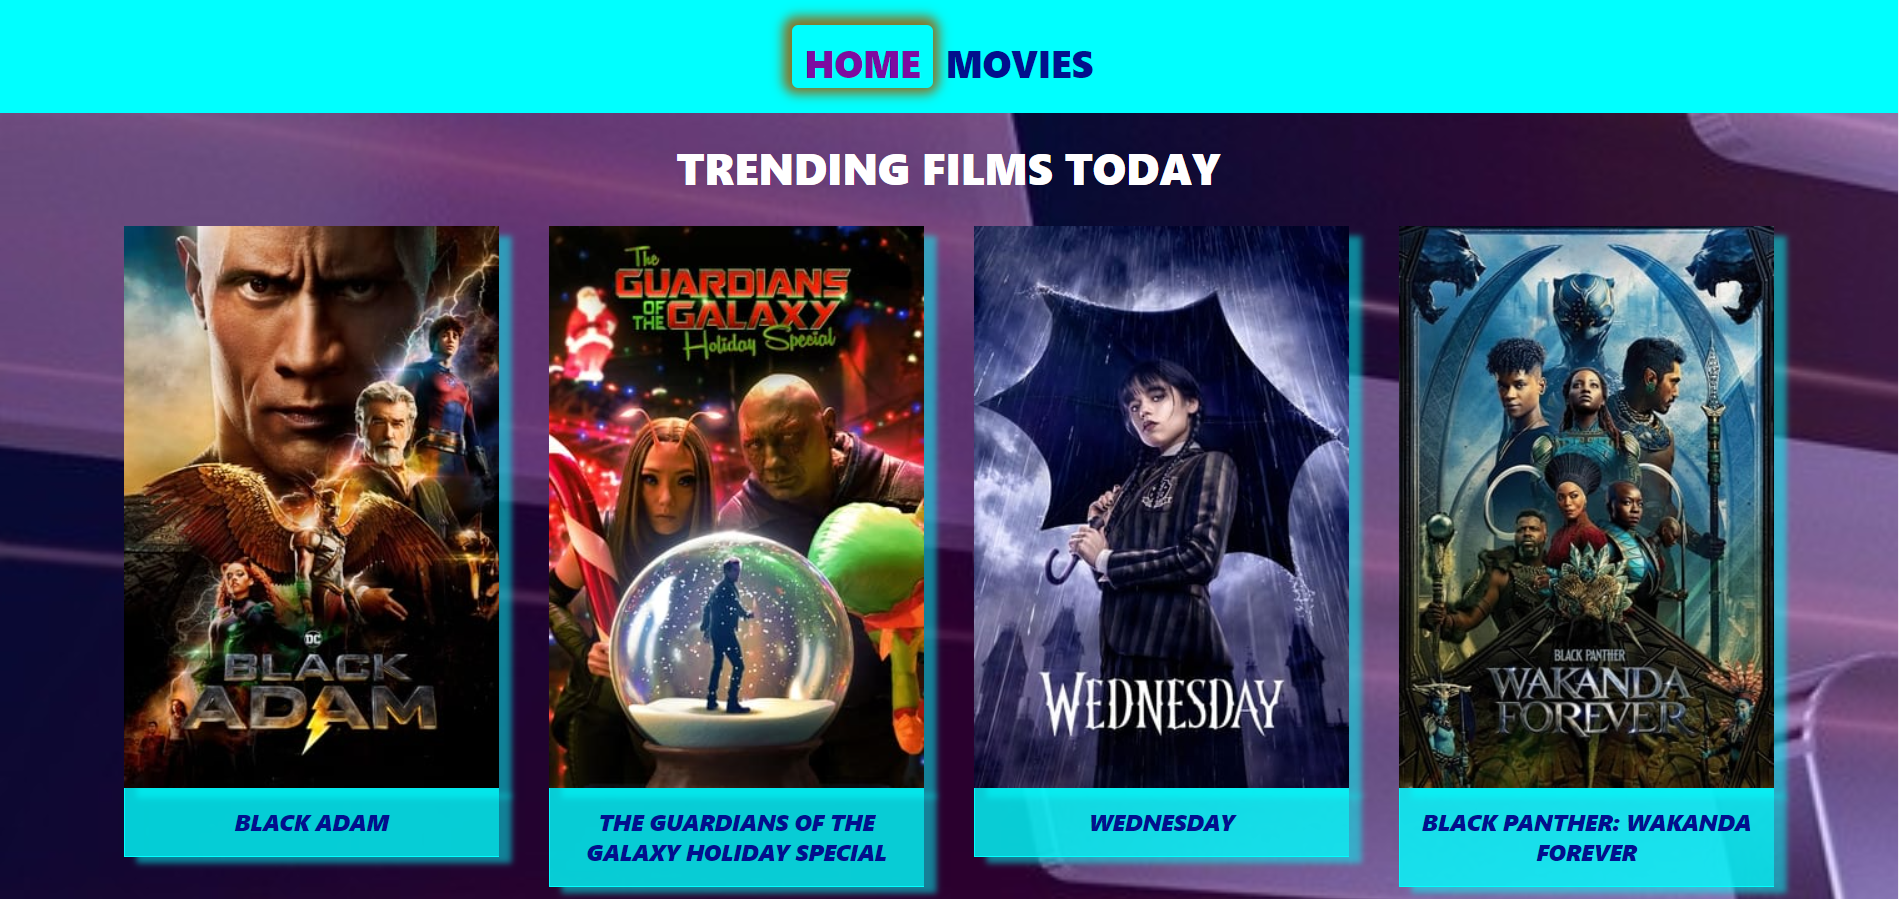 HOME MOVIES
TRENDING FILMS TODAY
DC
BLACK
ADAM
BLACK ADAM
The
GUARDIANS
OF
THE GALAXY
Holiday Special
THE GUARDIANS OF THE
GALAXY HOLIDAY SPECIAL
WEDNESDAY
WEDNESDAY
BLACK PANTHER
WAKANDA
FOREVER
BLACK PANTHER: WAKANDA
FOREVER